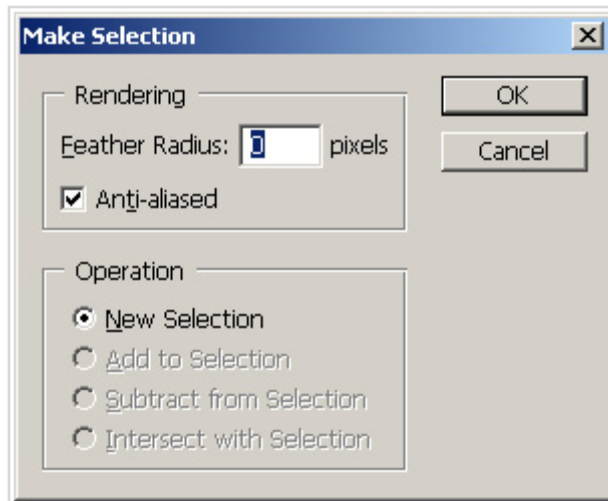 Make Selection
Rendering
Feather Radius: 0 pixels
Anti-aliased
OK
Cancel
Operation
New Selection
Add to Selection
Subtract from Selection
Intersect with Selection